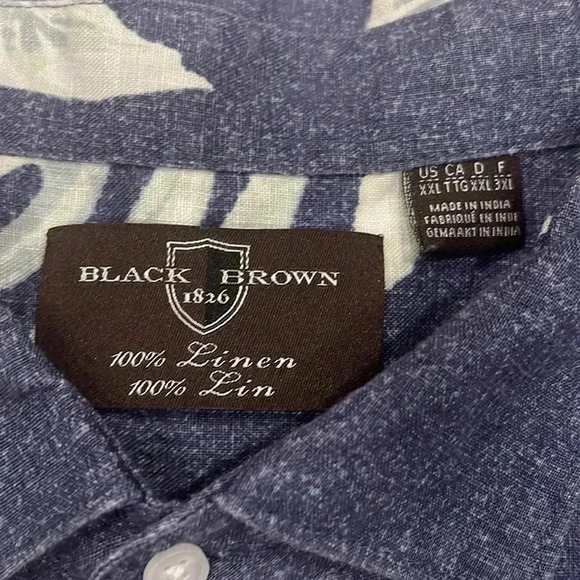 BLACK BROWN
1826
100% Linen
100% Lin
US CA D F
XXL TTG XXL 3XL
MADE IN INDIA
FABRIQUÉ EN INDE
GEMAAKT IN INDIA